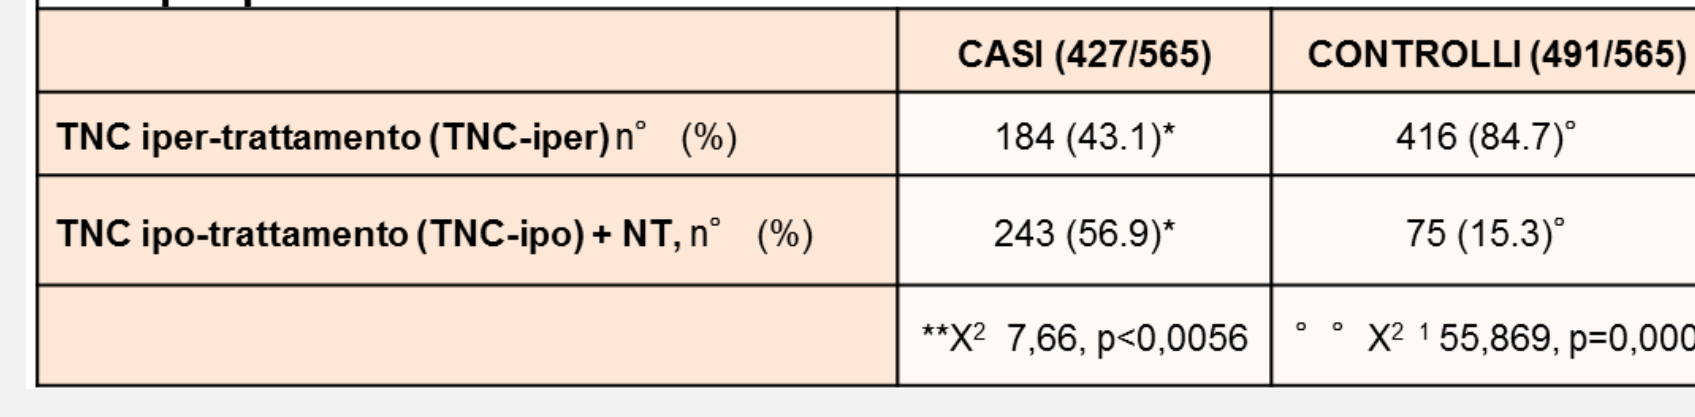 CASI (427/565) CONTROLLI (491/565)
TNC iper-trattamento (TNC-iper) n° (%) 184 (43.1)* 416 (84.7)°
TNC ipo-trattamento (TNC-ipo) + NT, n° (%) 243 (56.9)* 75 (15.3)°
**X² 7,66, p<0,0056 ° ° X² ¹ 55,869, p=0,000